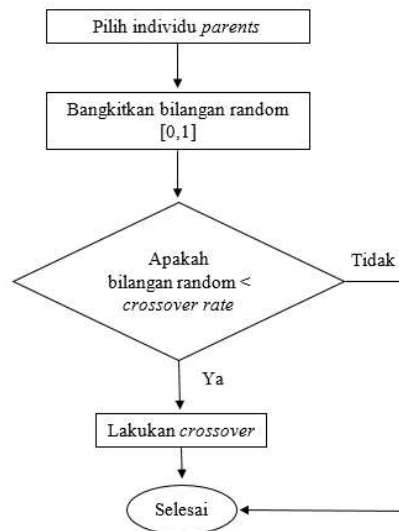 Pilih individu parents
Bangkitkan bilangan random
[0,1]
Apakah
bilangan random <
crossover rate
Tidak
Ya
Lakukan crossover
Selesai